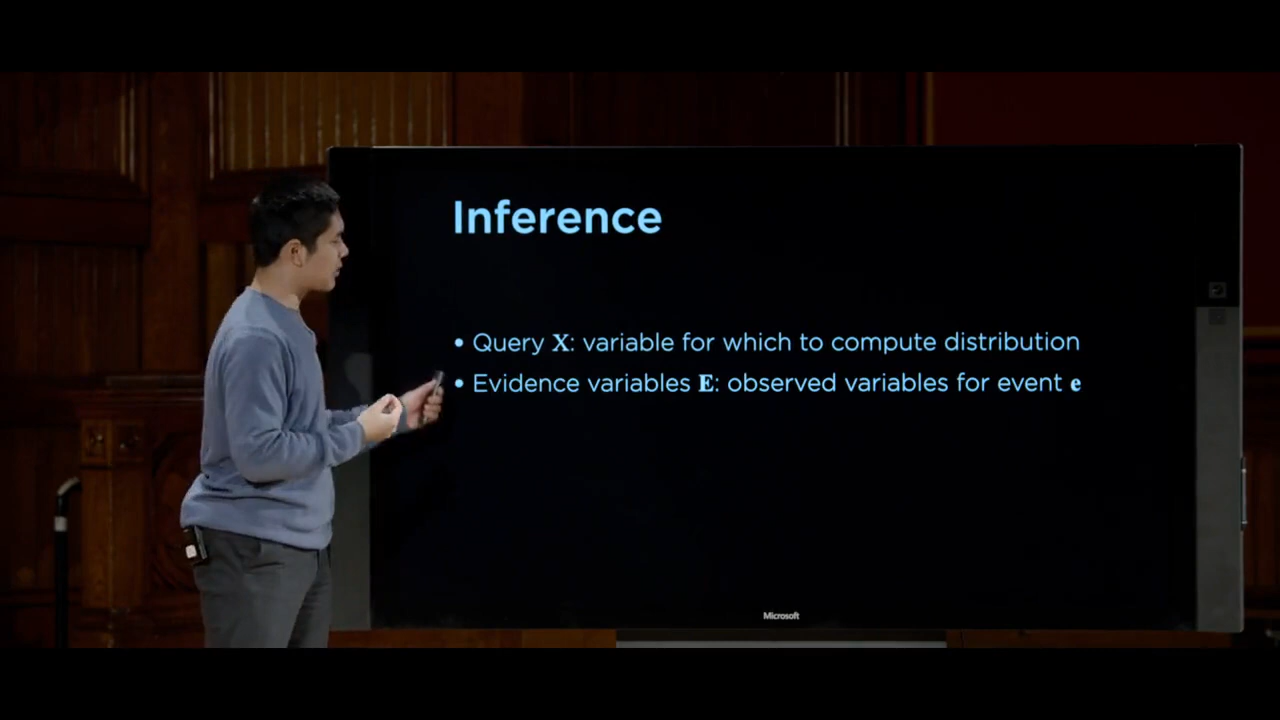 Inference
• Query X: variable for which to compute distribution
• Evidence variables E: observed variables for event e
Microsoft